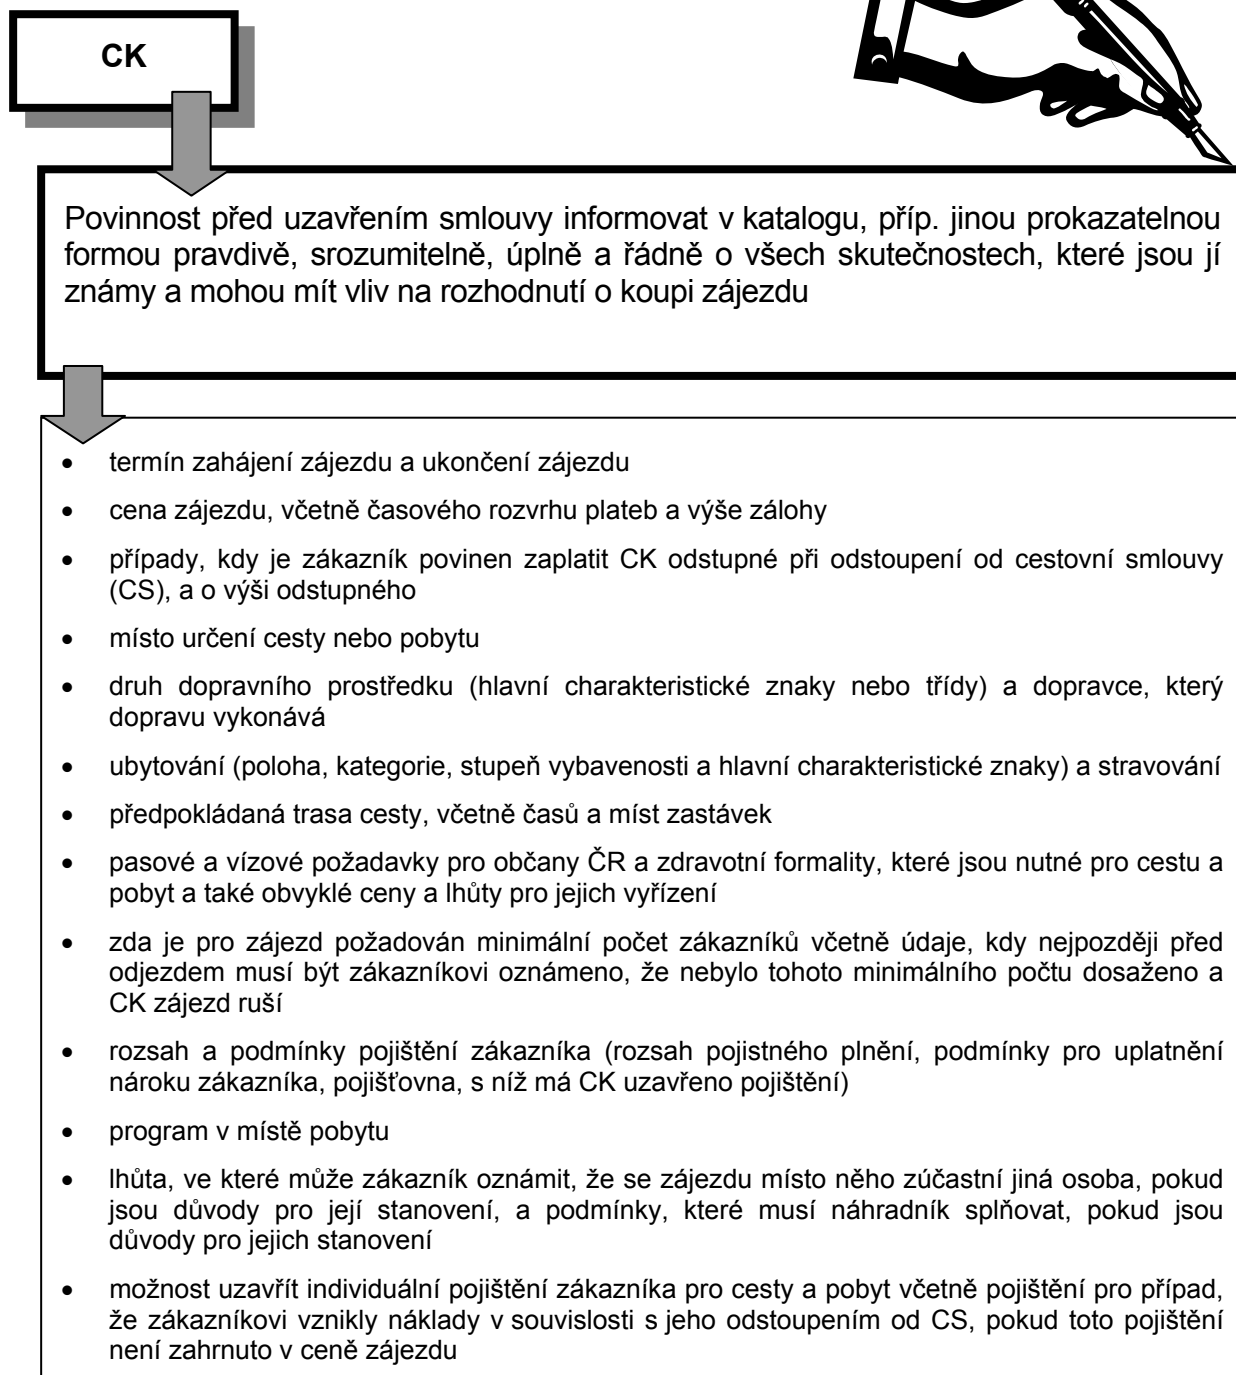 CK
Povinnost před uzavřením smlouvy informovat v katalogu, příp. jinou prokazatelnou
formou pravdivě, srozumitelně, úplně a řádně o všech skutečnostech, které jsou jí
známy a mohou mít vliv na rozhodnutí o koupi zájezdu
• termín zahájení zájezdu a ukončení zájezdu
• cena zájezdu, včetně časového rozvrhu plateb a výše zálohy
• případy, kdy je zákazník povinen zaplatit CK odstupné při odstoupení od cestovní smlouvy
(CS), a o výši odstupného
• místo určení cesty nebo pobytu
• druh dopravního prostředku (hlavní charakteristické znaky nebo třídy) a dopravce, který
dopravu vykonává
• ubytování (poloha, kategorie, stupeň vybavenosti a hlavní charakteristické znaky) a stravování
• předpokládaná trasa cesty, včetně časů a míst zastávek
• pasové a vízové požadavky pro občany ČR a zdravotní formality, které jsou nutné pro cestu a
pobyt a také obvyklé ceny a lhůty pro jejich vyřízení
• zda je pro zájezd požadován minimální počet zákazníků včetně údaje, kdy nejpozději před
odjezdem musí být zákazníkovi oznámeno, že nebylo tohoto minimálního počtu dosaženo a
CK zájezd ruší
• rozsah a podmínky pojištění zákazníka (rozsah pojistného plnění, podmínky pro uplatnění
nároku zákazníka, pojišťovna, s níž má CK uzavřeno pojištění)
• program v místě pobytu
• lhůta, ve které může zákazník oznámit, že se zájezdu místo něho zúčastní jiná osoba, pokud
jsou důvody pro její stanovení, a podmínky, které musí náhradník splňovat, pokud jsou
důvody pro jejich stanovení
• možnost uzavřít individuální pojištění zákazníka pro cesty a pobyt včetně pojištění pro případ,
že zákazníkovi vznikly náklady v souvislosti s jeho odstoupením od CS, pokud toto pojištění
není zahrnuto v ceně zájezdu